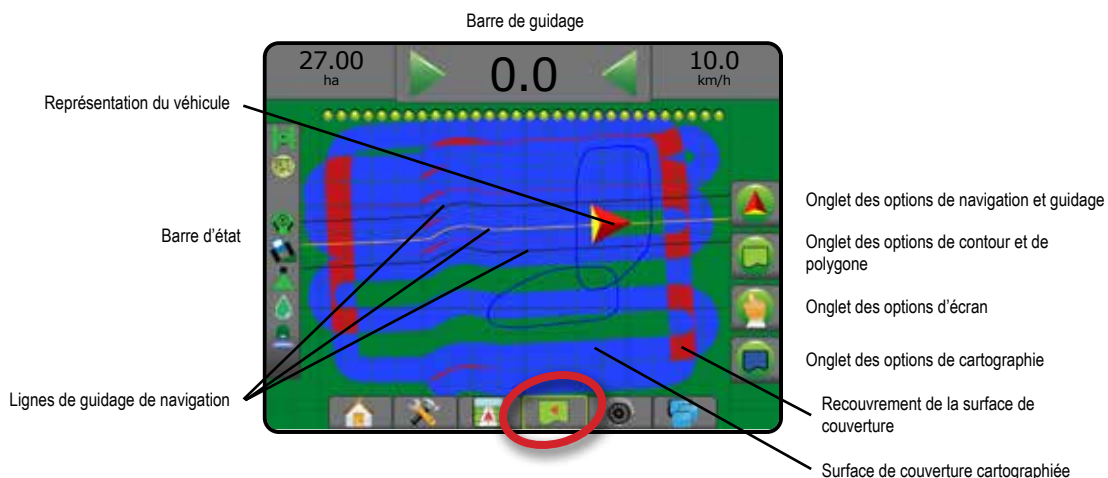 Barre de guidage
27.00
ha
0.0
10.0
km/h
Représentation du véhicule
Barre d'état
Lignes de guidage de navigation
Onglet des options de navigation et guidage
Onglet des options de contour et de
polygone
Onglet des options d'écran
Onglet des options de cartographie
Recouvrement de la surface de
couverture
Surface de couverture cartographiée